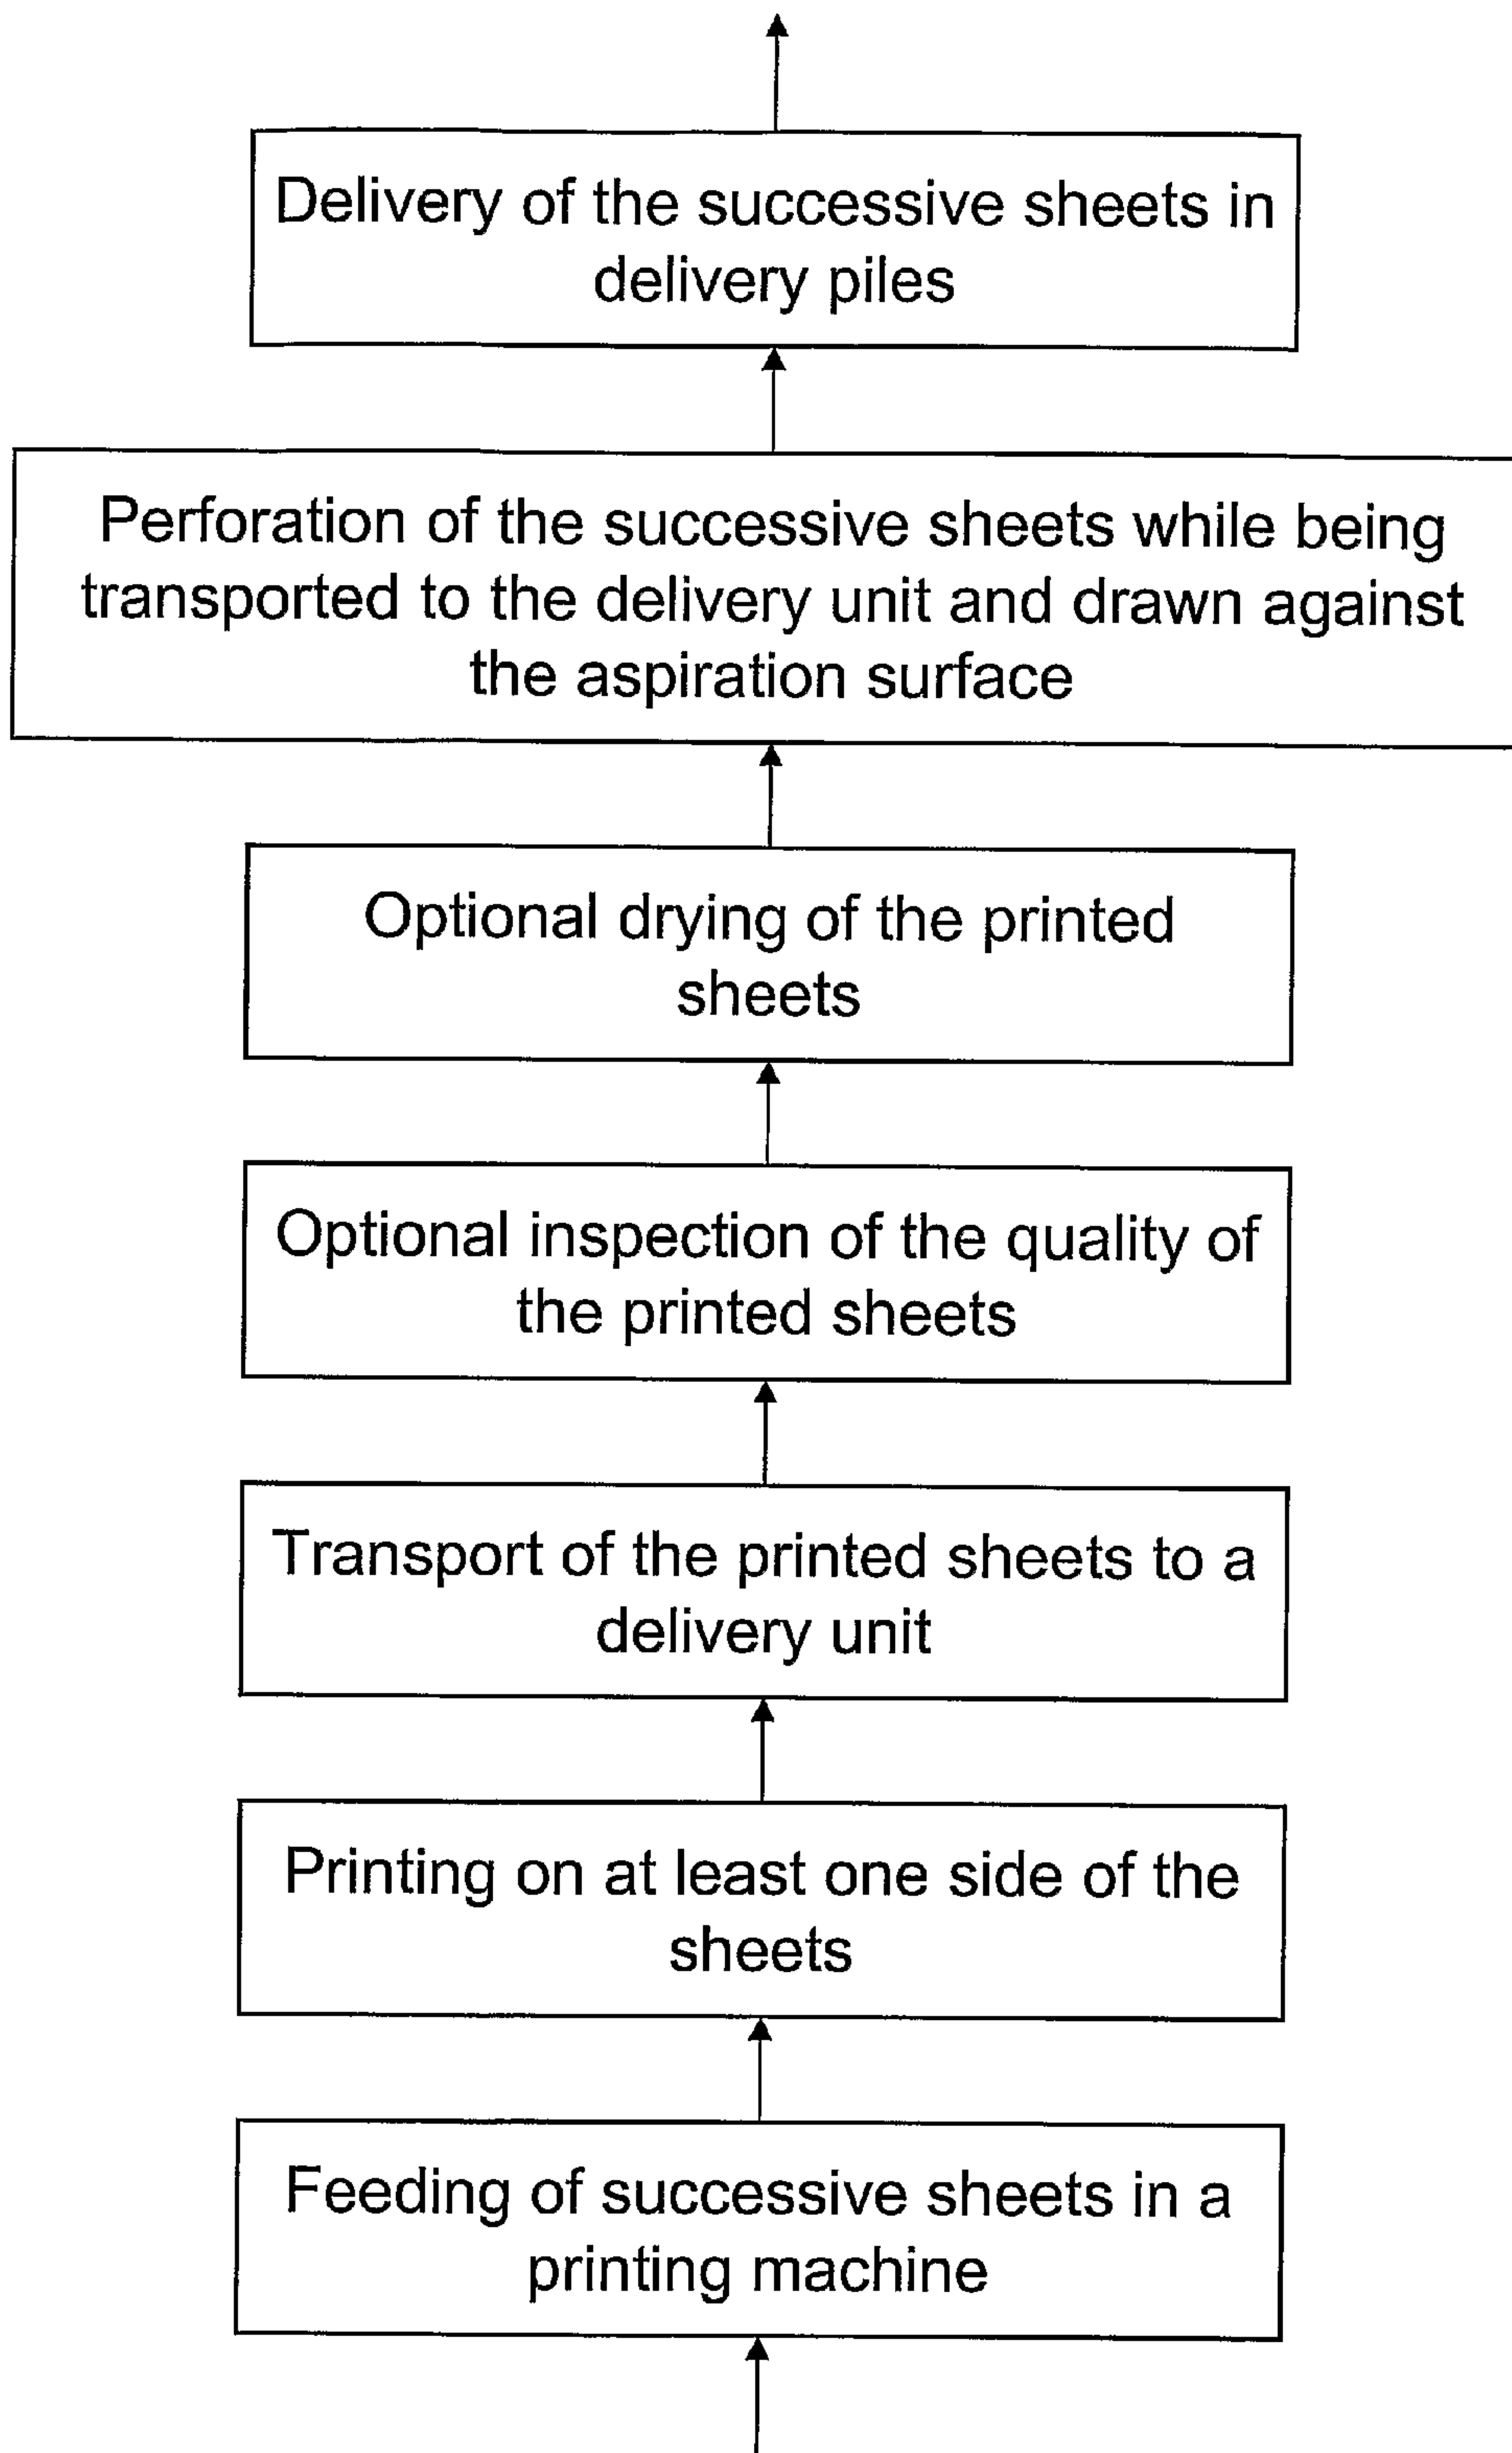 Delivery of the successive sheets in
delivery piles
Perforation of the successive sheets while being
transported to the delivery unit and drawn against
the aspiration surface
Optional drying of the printed
sheets
Optional inspection of the quality of
the printed sheets
Transport of the printed sheets to a
delivery unit
Printing on at least one side of the
sheets
Feeding of successive sheets in a
printing machine